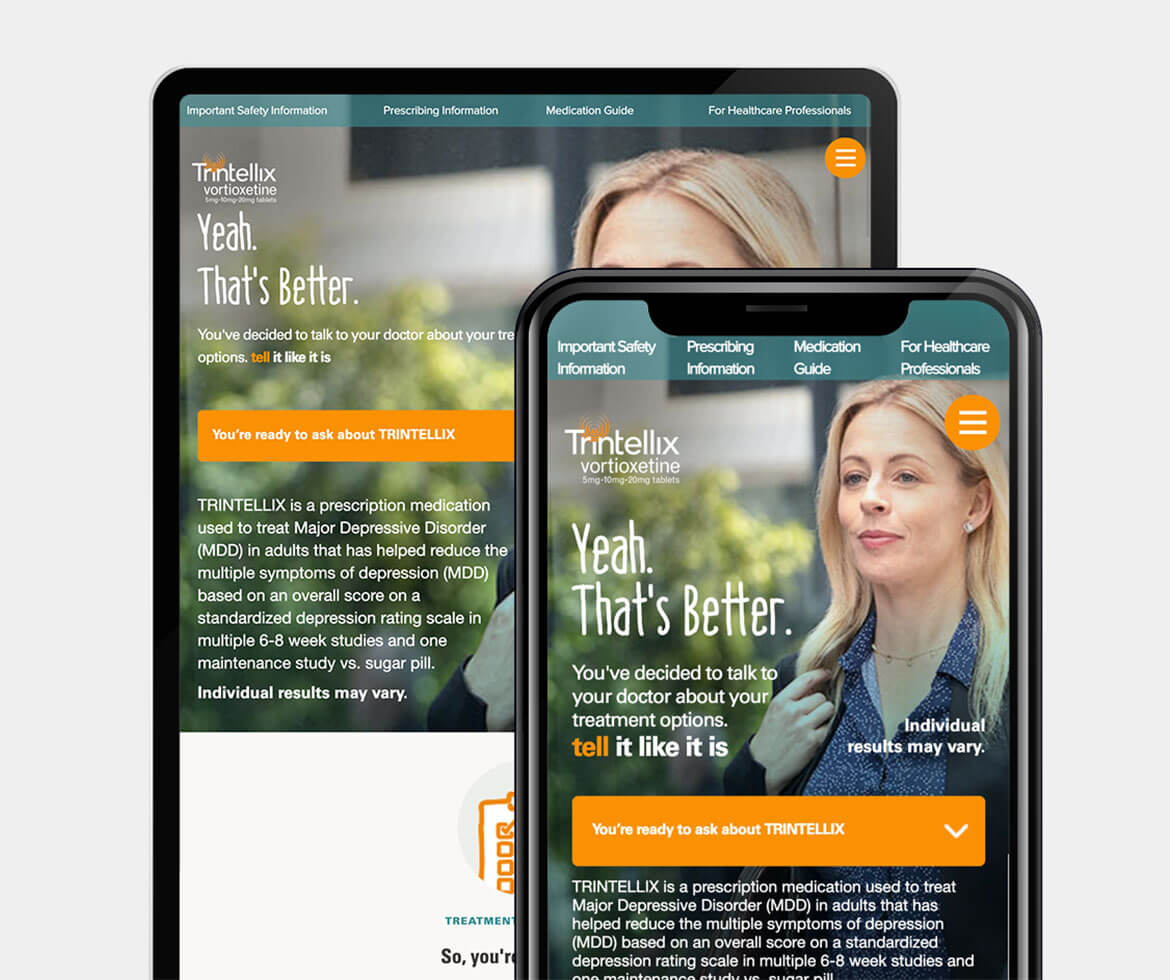 Important Safety Information
Prescribing Information
Medication Guide
For Healthcare Professionals
Trintellix
vortioxetine
5mg•10mg•20mg tablets
Yeah.
That's Better.
You've decided to talk to your doctor about your
options. tell it like it is
You're ready to ask about TRINTELLIX
TRINTELLIX is a prescription medication
used to treat Major Depressive Disorder
(MDD) in adults that has helped reduce the
multiple symptoms of depression (MDD)
based on an overall score on a
standardized depression rating scale in
multiple 6-8 week studies and one
maintenance study vs. sugar pill.
Individual results may vary.
TREATMENT
So,
Important Safety
Information
Prescribing
Information
Medication
Guide
For Healthcare
Professionals
Trintellix
vortioxetine
5mg•10mg•20mg tablets
Yeah.
That's Better.
You've decided to talk to
your doctor about your
treatment options.
tell it like it is
Individual
results may vary.
You're ready to ask about TRINTELLIX
TRINTELLIX is a prescription medication used to treat
Major Depressive Disorder (MDD) in adults that has
helped reduce the multiple symptoms of depression
(MDD) based on an overall score on a standardized
depression rating scale in multiple 6-8 week studies and
one maintenance study vs. sugar pill.